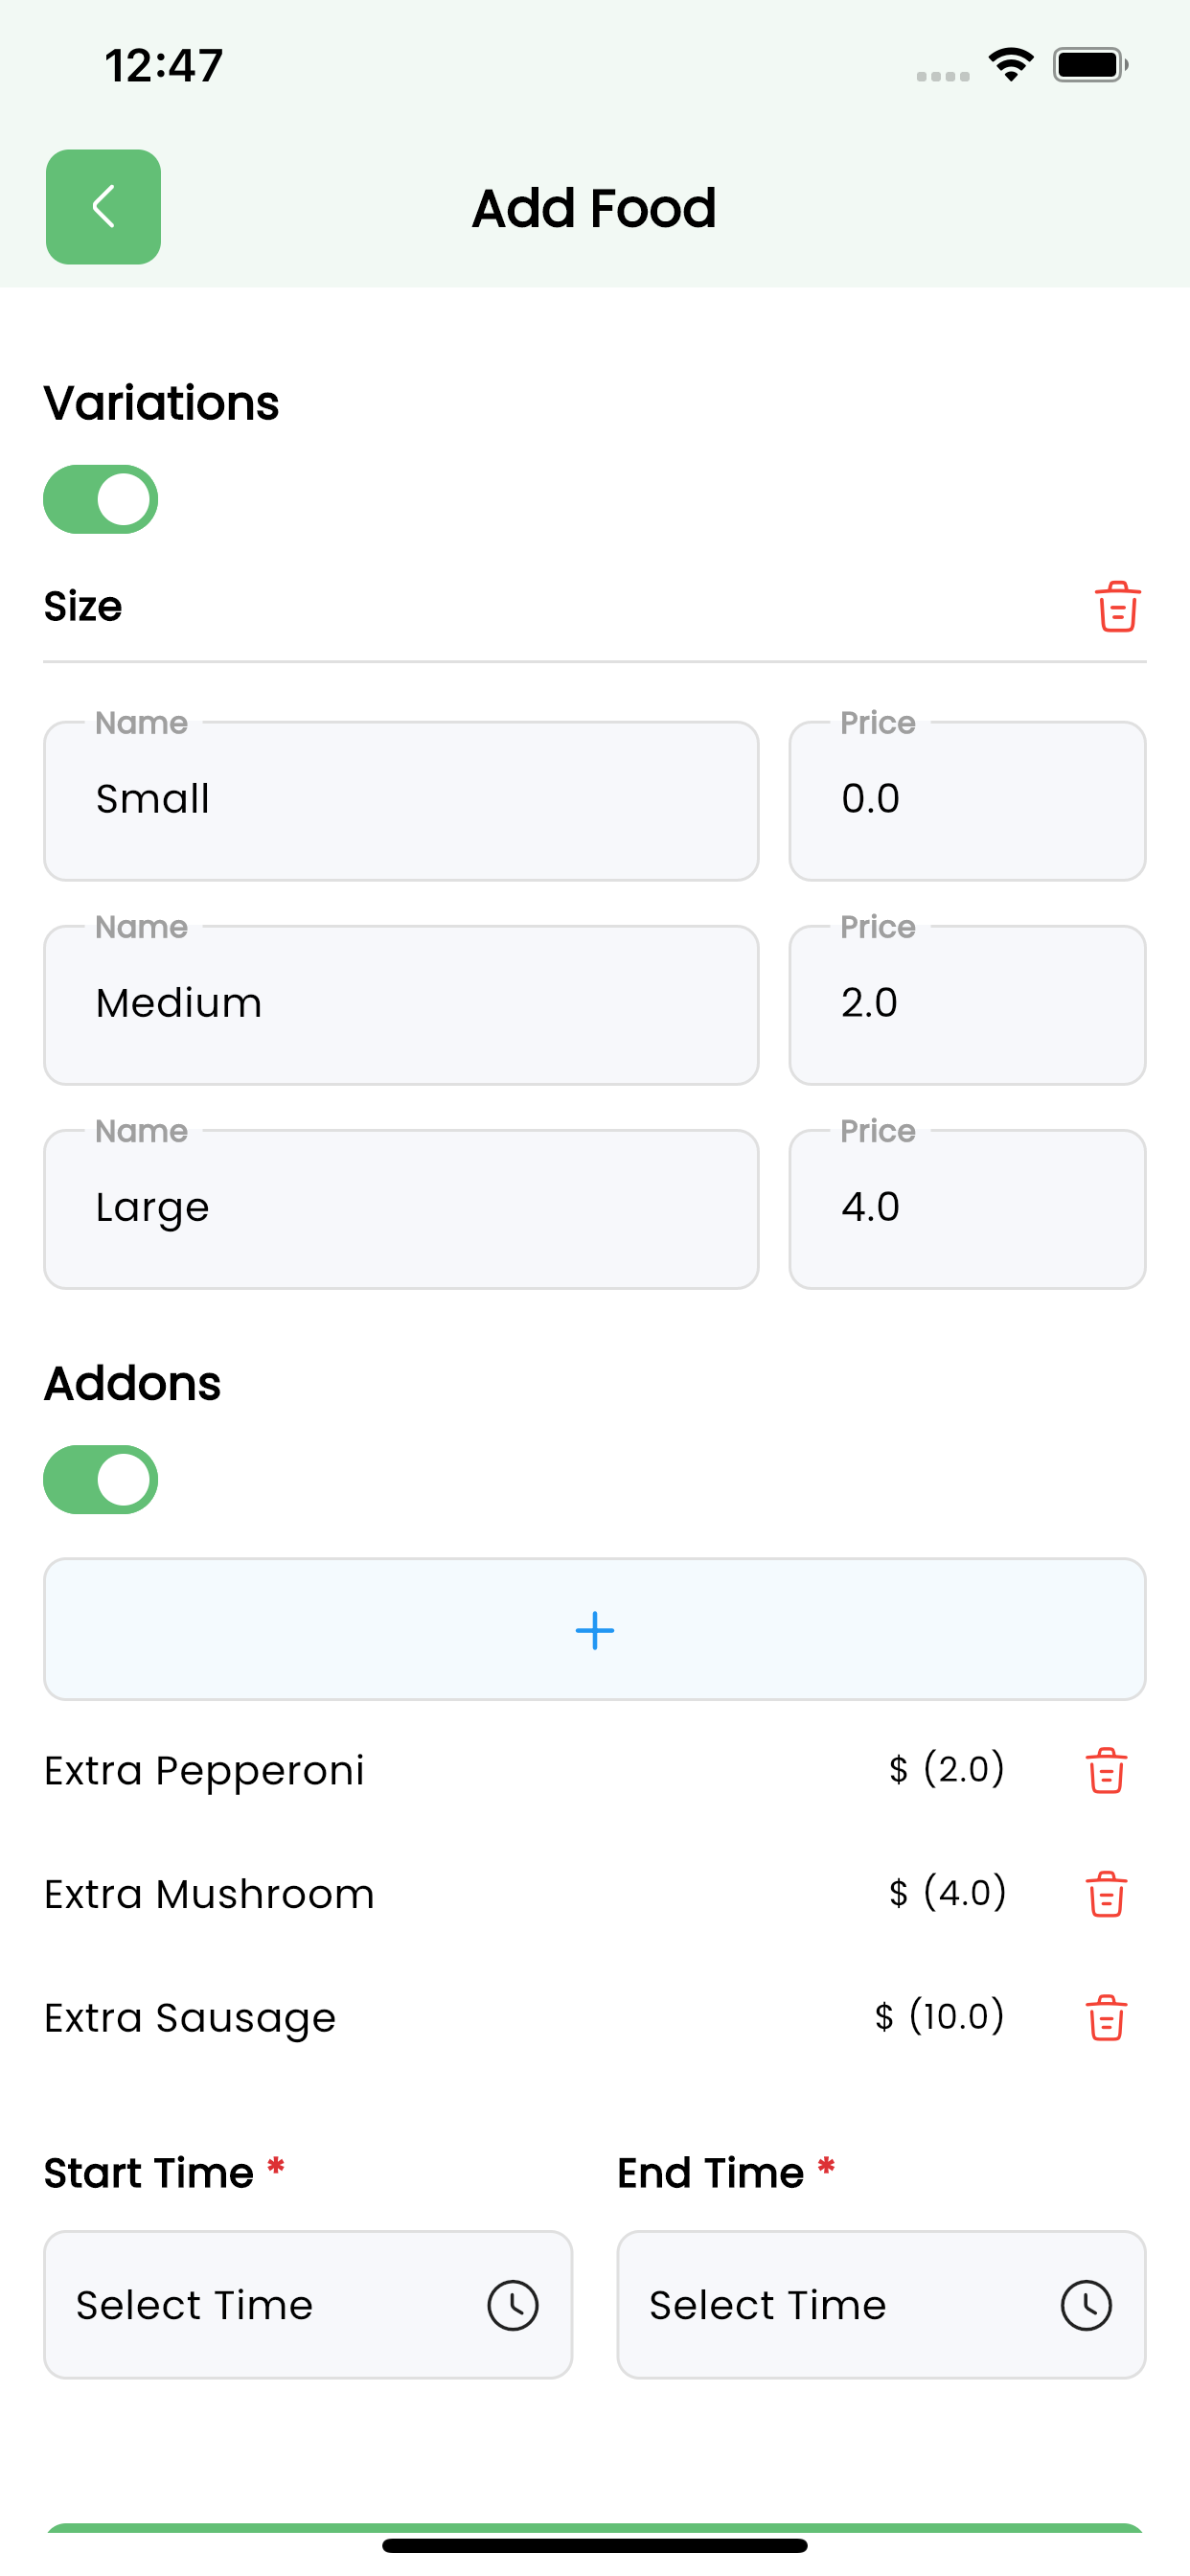 12:47
Add Food
Variations
Size
Name Price
Small 0.0
Name Price
Medium 2.0
Name Price
Large 4.0
Addons
Extra Pepperoni $ (2.0)
Extra Mushroom $ (4.0)
Extra Sausage $ (10.0)
Start Time * End Time *
Select Time Select Time